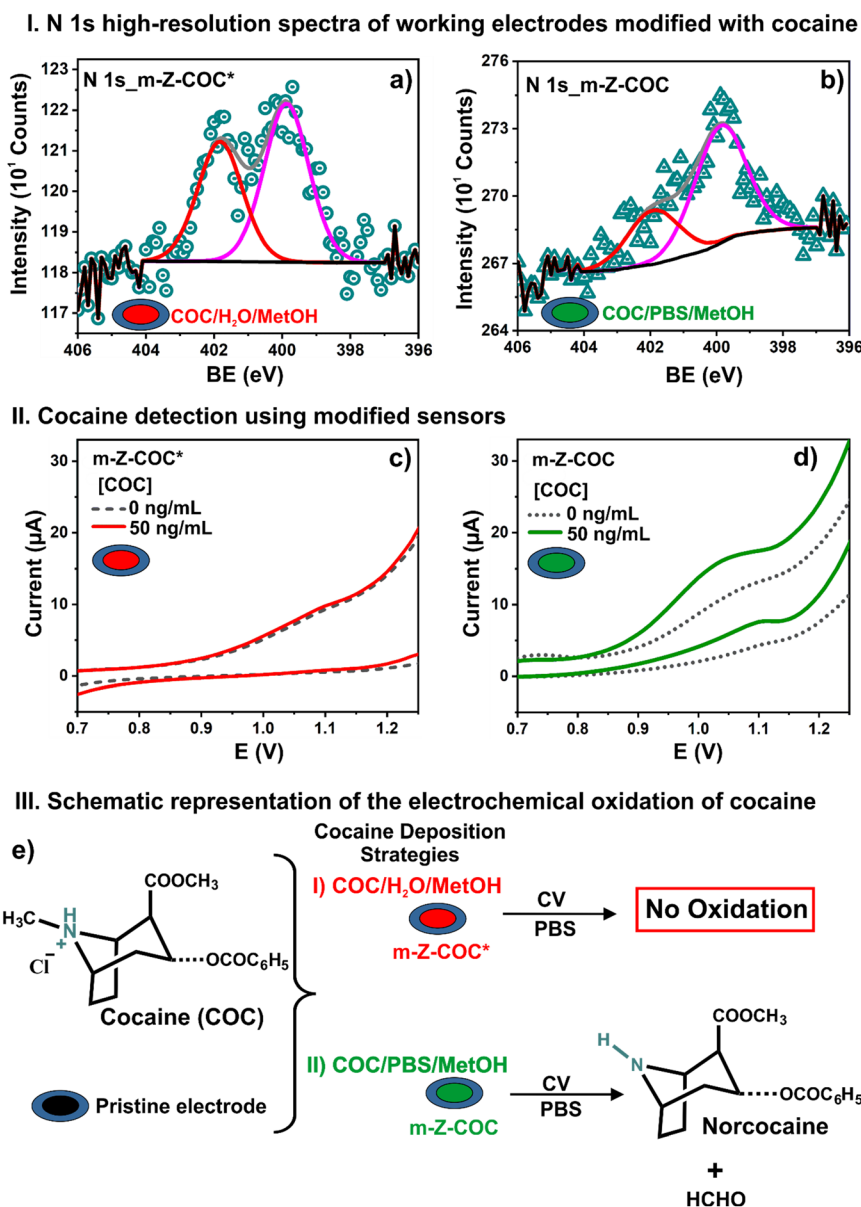 I. N 1s high-resolution spectra of working electrodes modified with cocaine
N 1s_m-Z-COC*
a)
Intensity (10¹ Counts)
123
122
121
120
119
118
117
COC/H₂O/MetOH
406 404 402 400 398 396
BE (eV)
N 1s_m-Z-COC
b)
Intensity (10¹ Counts)
276
273
270
267
264
COC/PBS/MetOH
406 404 402 400 398 396
BE (eV)
II. Cocaine detection using modified sensors
m-Z-COC*
c)
[COC]
0 ng/mL
50 ng/mL
Current (µA)
30
20
10
0
0.7 0.8 0.9 1.0 1.1 1.2
E (V)
m-Z-COC
d)
[COC]
0 ng/mL
50 ng/mL
Current (µA)
30
20
10
0
0.7 0.8 0.9 1.0 1.1 1.2
E (V)
III. Schematic representation of the electrochemical oxidation of cocaine
e)
COOCH₃
H
H₃C
N
+
Cl⁻
OCOC₆H₅
Cocaine (COC)
Pristine electrode
Cocaine Deposition
Strategies
I) COC/H₂O/MetOH
m-Z-COC*
CV
PBS
No Oxidation
II) COC/PBS/MetOH
m-Z-COC
CV
PBS
COOCH₃
H
N
OCOC₆H₅
Norcocaine
+
HCHO